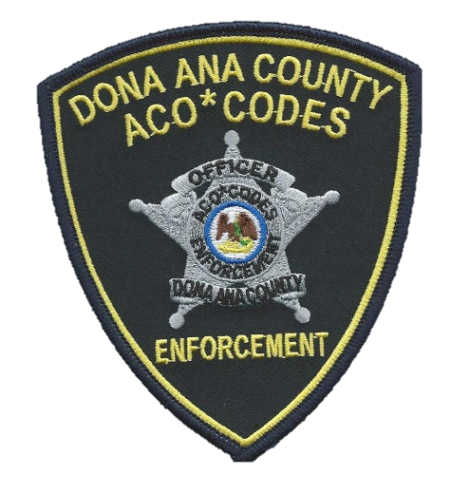 DONA ANA COUNTY
ACO*CODES
OFFICER
ACO*CODES
ENFORCEMENT
DONA ANA COUNTY
ENFORCEMENT